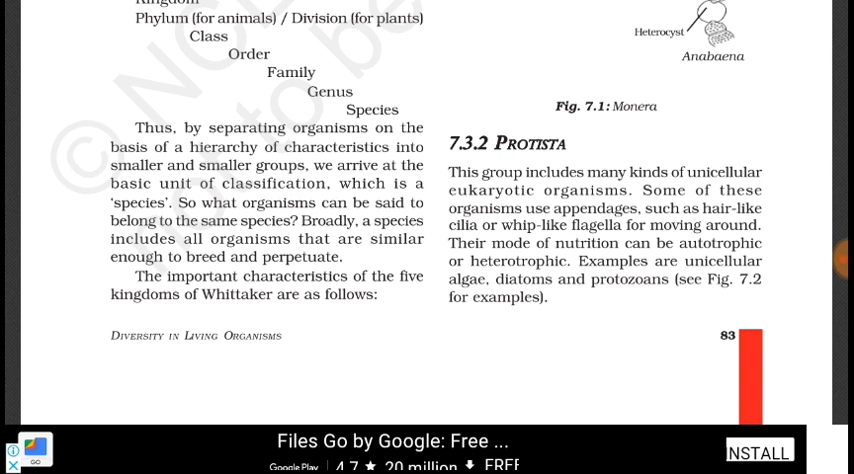 Kingdom
Phylum (for animals) / Division (for plants)
Class
Order
Family
Genus
Species
Thus, by separating organisms on the
basis of a hierarchy of characteristics into
smaller and smaller groups, we arrive at the
basic unit of classification, which is a
‘species’. So what organisms can be said to
belong to the same species? Broadly, a species
includes all organisms that are similar
enough to breed and perpetuate.
The important characteristics of the five
kingdoms of Whittaker are as follows:
Heterocyst
Anabaena
Fig. 7.1: Monera
7.3.2 PROTISTA
This group includes many kinds of unicellular
eukaryotic organisms. Some of these
organisms use appendages, such as hair-like
cilia or whip-like flagella for moving around.
Their mode of nutrition can be autotrophic
or heterotrophic. Examples are unicellular
algae, diatoms and protozoans (see Fig. 7.2
for examples).
DIVERSITY IN LIVING ORGANISMS
83
© NC
not to be
Files Go by Google: Free ...
GO
Google Play | 4.7 ★ 20 million FREE
INSTALL